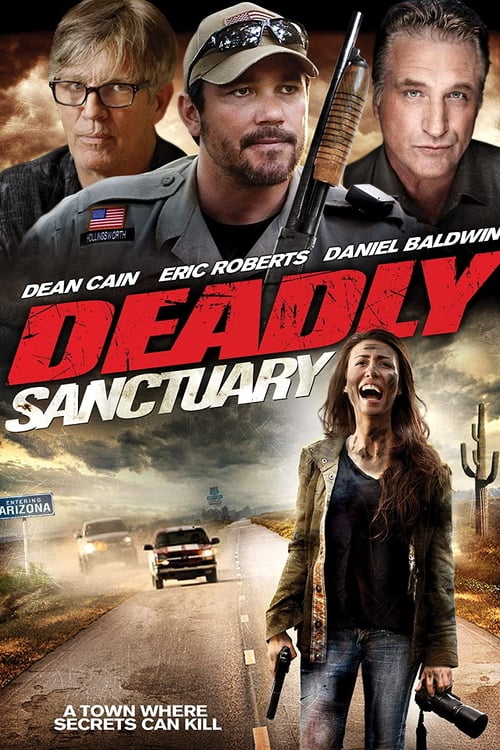 HOLLINGSWORTH
DEAN CAIN ERIC ROBERTS DANIEL BALDWIN
DEADLY
SANCTUARY
ENTERING
ARIZONA
A TOWN WHERE
SECRETS CAN KILL